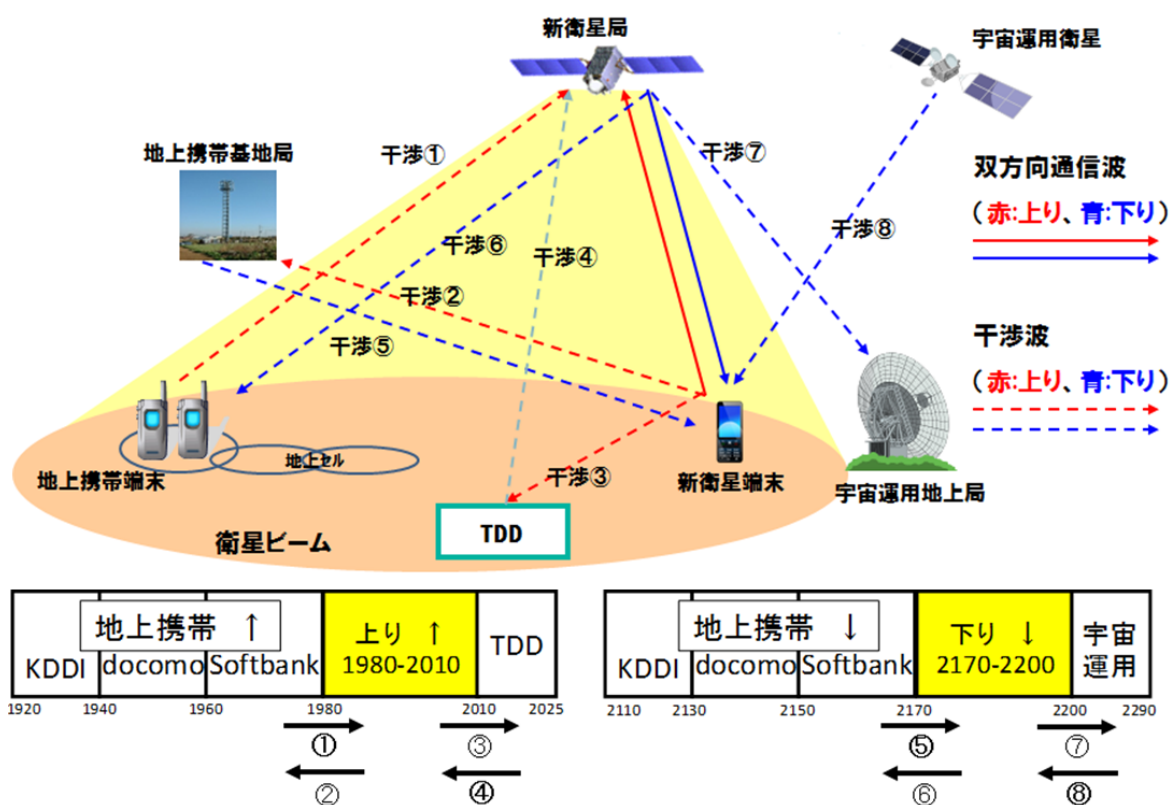 新衛星局
宇宙運用衛星
地上携帯基地局
干渉①
干渉⑦
双方向通信波
(赤:上り、青:下り)
干渉⑥
干渉④
干渉⑧
干渉②
干渉⑤
干渉波
(赤:上り、青:下り)
地上セル
地上携帯端末
干渉③
新衛星端末
宇宙運用地上局
TDD
衛星ビーム
地上携帯 ↑
KDDI docomo Softbank
上り ↑
1980-2010
TDD
1920 1940 1960 1980 2010 2025
①
②
③
④
地上携帯 ↓
KDDI docomo Softbank
下り ↓
2170-2200
宇宙
運用
2110 2130 2150 2170 2200 2290
⑤
⑥
⑦
⑧